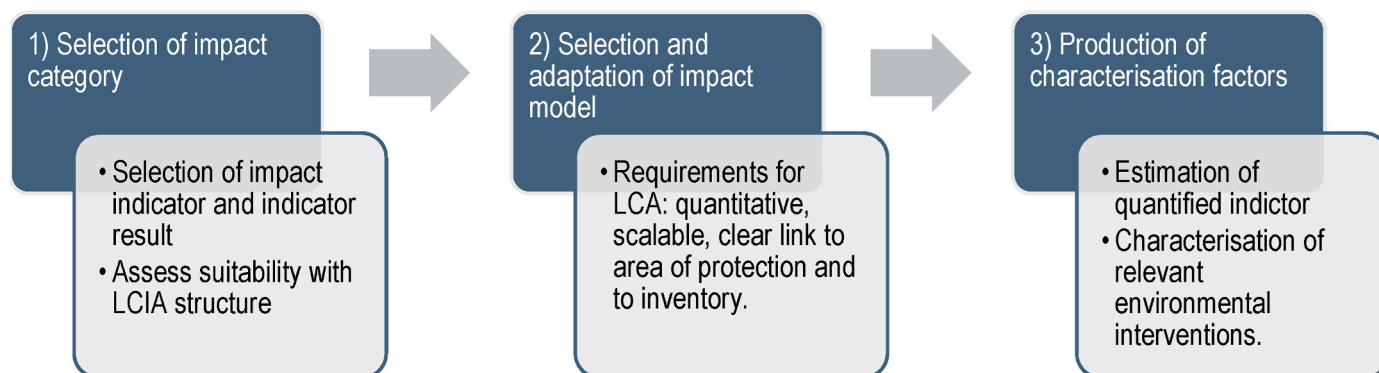 1) Selection of impact
category
• Selection of impact
indicator and indicator
result
• Assess suitability with
LCIA structure
2) Selection and
adaptation of impact
model
• Requirements for
LCA: quantitative,
scalable, clear link to
area of protection and
to inventory.
3) Production of
characterisation factors
• Estimation of
quantified indictor
• Characterisation of
relevant
environmental
interventions.